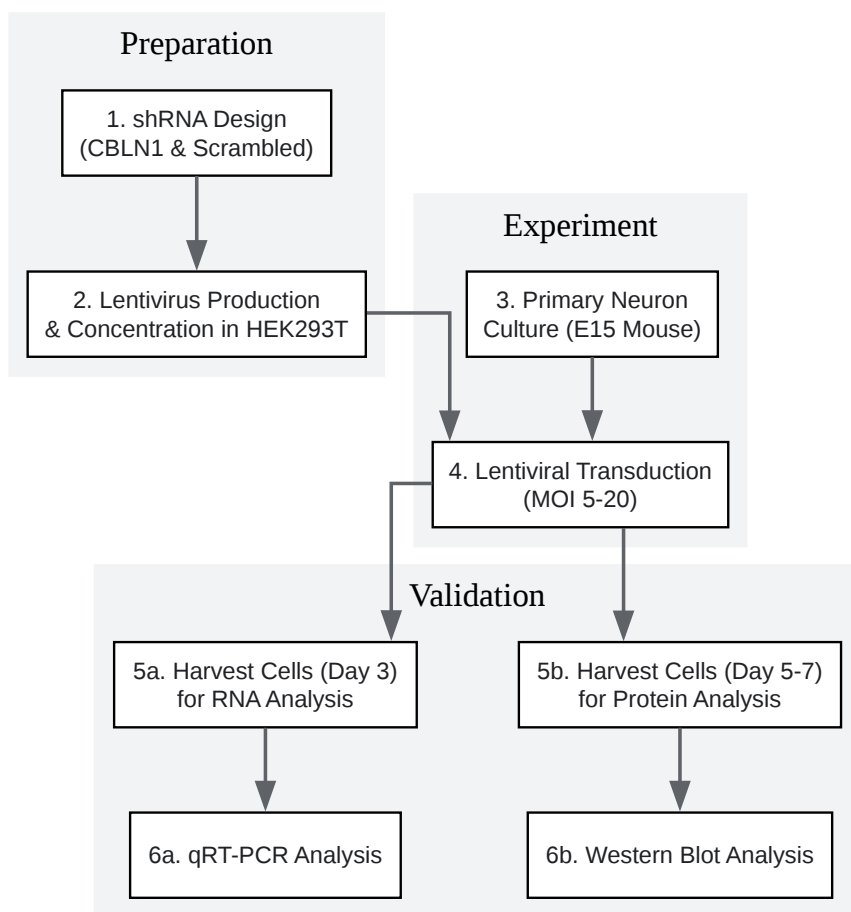 Preparation
1. shRNA Design
(CBLN1 & Scrambled)
2. Lentivirus Production
& Concentration in HEK293T
Experiment
3. Primary Neuron
Culture (E15 Mouse)
4. Lentiviral Transduction
(MOI 5-20)
Validation
5a. Harvest Cells (Day 3)
for RNA Analysis
5b. Harvest Cells (Day 5-7)
for Protein Analysis
6a. qRT-PCR Analysis
6b. Western Blot Analysis